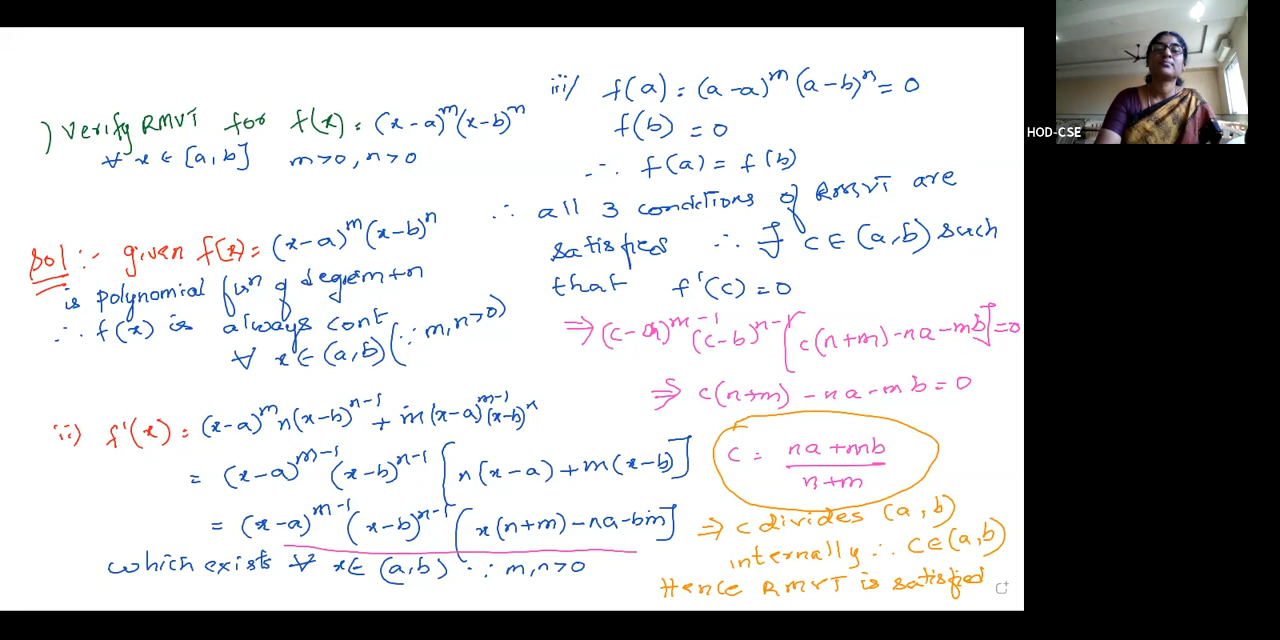 ) Verify RMVT for f(x) = (x-a)^m (x-b)^n
∀ x ∈ [a, b] m>0, n>0
Sol :- given f(x) = (x-a)^m (x-b)^n
is polynomial fun^n of degree m+n
∴ f(x) is always cont
∀ x ∈ (a, b) (∵ m, n>0)
ii) f'(x) = (x-a)^m n(x-b)^{n-1} + m(x-a)^{m-1} (x-b)^n
= (x-a)^{m-1} (x-b)^{n-1} [n(x-a) + m(x-b)]
= (x-a)^{m-1} (x-b)^{n-1} [x(n+m) - na - bm]
which exists ∀ x ∈ (a, b) ∵ m, n>0
iii/ f(a) = (a-a)^m (a-b)^n = 0
f(b) = 0
∴ f(a) = f(b)
∴ all 3 conditions of RMVT are
satisfied ∴ ∃ c ∈ (a, b) such
that f'(c) = 0
⇒ (c-a)^{m-1} (c-b)^{n-1} [c(n+m) - na - mb] = 0
⇒ c(n+m) - na - mb = 0
c = \frac{na + mb}{n+m}
⇒ c divides (a, b)
internally ∴ c ∈ (a, b)
Hence RMVT is satisfied
HOD-CSE